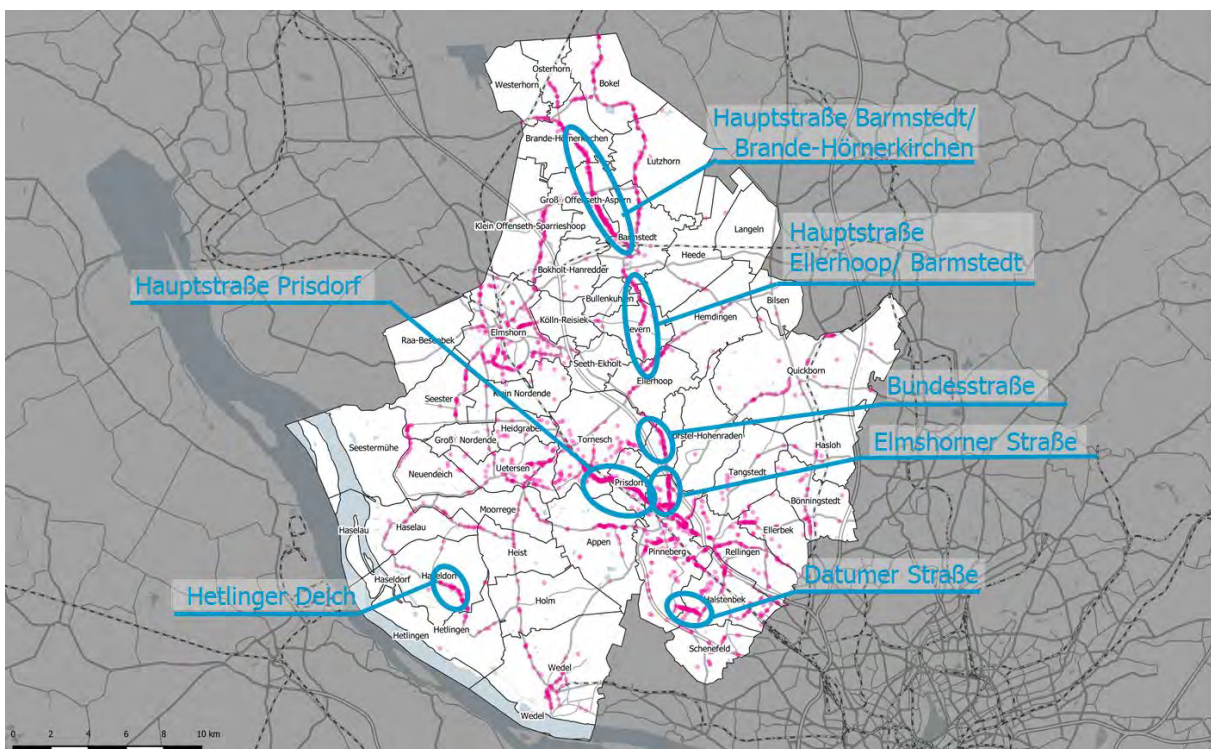 Osterhorn
Westerhorn
Bokel
Hauptstraße Barmstedt/
– Brande-Hörnerkirchen
Brande-Hörnerkirchen
Lutzhorn
Groß Offenseth-Aspern
Klein Offenseth-Sparrieshoop
Barmstedt
Langeln
Heede
Hauptstraße
Ellerhoop/ Barmstedt
Hauptstraße Prisdorf
Bokholt-Hanredder
Bullenkuhlen
Bilsen
Hemdingen
Kölln-Reisiek
Elmshorn
evern
Raa-Besenbek
Seeth-Ekholt
Ellerhoop
Quickborn
Bundesstraße
Klein Nordende
Seester
Heidgraben
Elmshorner Straße
Seestermühe
Groß Nordende
Tornesch
orstel-Hohenraden
Hasloh
Neuendeich
Uetersen
Prisdorf
Tangstedt
Bönningstedt
Moorrege
Haselau
Haselau
Appen
Ellerbek
Pinneberg
Rellingen
Heist
Datumer Straße
Haseldorf
Haseldorf
Hetlinger Deich
Holm
Halstenbek
Hetlingen
Hetlingen
Schenefeld
Wedel
Wedel
0 2 4 6 8 10 km